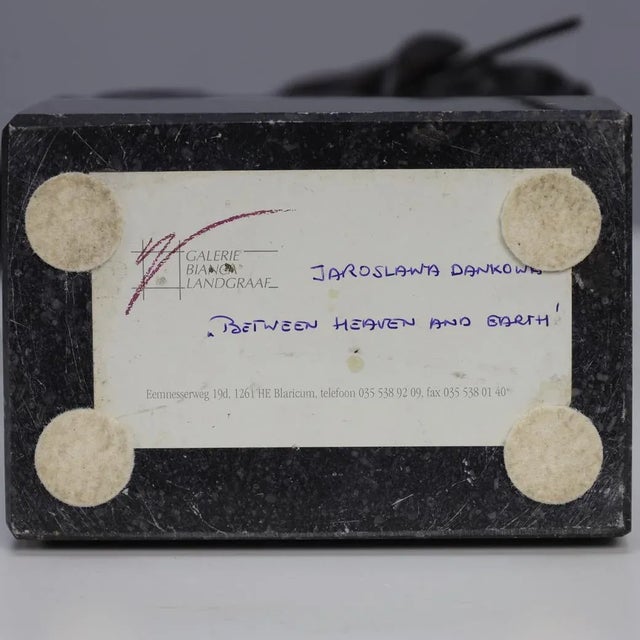 GALERIE
BIANCA
LANDGRAAF
JAROSLAWA DANKOWA
„BETWEEN HEAVEN AND EARTH'
Eemnesserweg 19d, 1261 HE Blaricum, telefoon 035 538 92 09, fax 035 538 01 40*